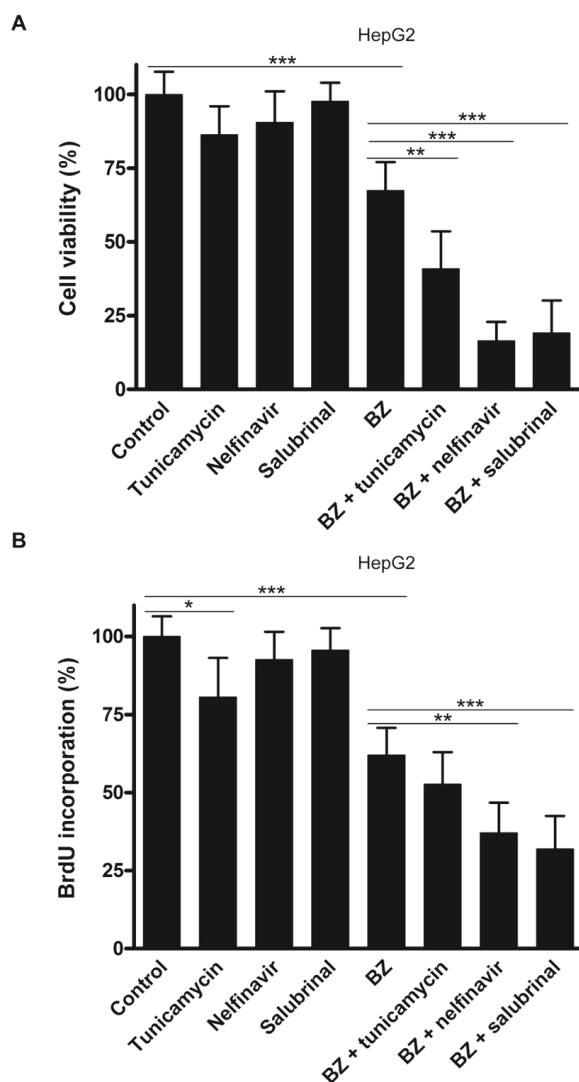 A
HepG2
***
***
***
**
Cell viability (%)
100
75
50
25
0
Control
Tunicamycin
Nelfinavir
Salubrinal
BZ
BZ + tunicamycin
BZ + nelfinavir
BZ + salubrinal
B
HepG2
***
*
***
**
BrdU incorporation (%)
100
75
50
25
0
Control
Tunicamycin
Nelfinavir
Salubrinal
BZ
BZ + tunicamycin
BZ + nelfinavir
BZ + salubrinal